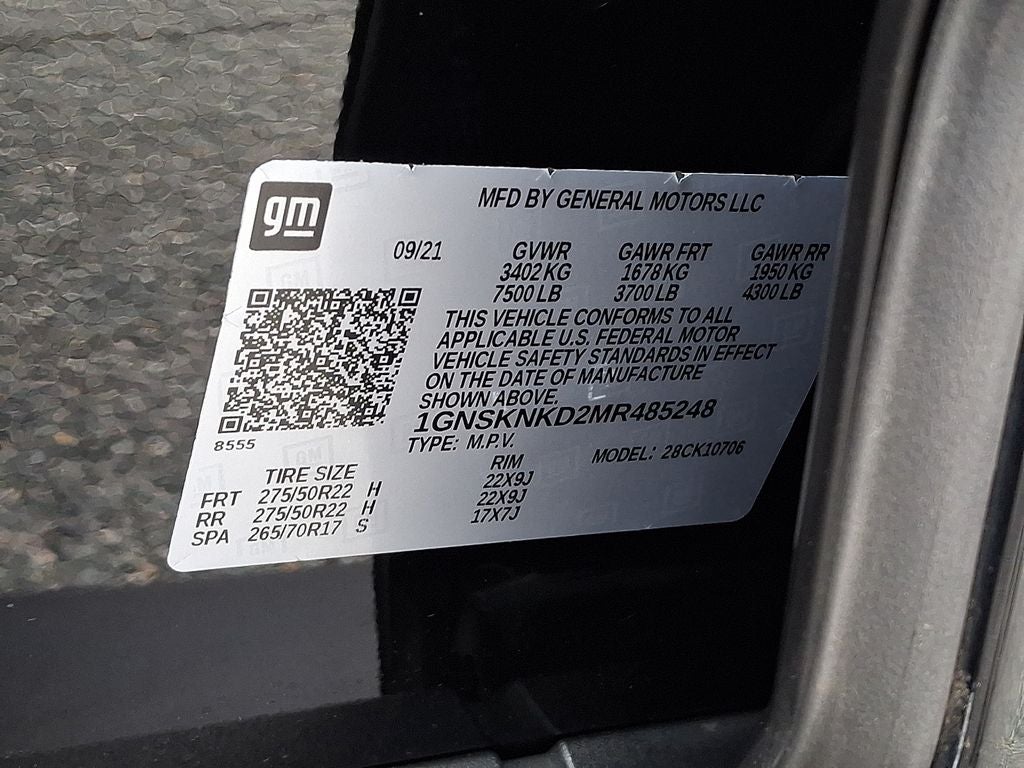 gm
MFD BY GENERAL MOTORS LLC
09/21 GVWR GAWR FRT GAWR RR
3402 KG 1678 KG 1950 KG
7500 LB 3700 LB 4300 LB
THIS VEHICLE CONFORMS TO ALL
APPLICABLE U.S. FEDERAL MOTOR
VEHICLE SAFETY STANDARDS IN EFFECT
ON THE DATE OF MANUFACTURE
SHOWN ABOVE.
1GNSKNKD2MR485248
8555
TYPE: M.P.V.
MODEL: 28CK10706
TIRE SIZE RIM
FRT 275/50R22 H 22X9J
RR 275/50R22 H 22X9J
SPA 265/70R17 S 17X7J